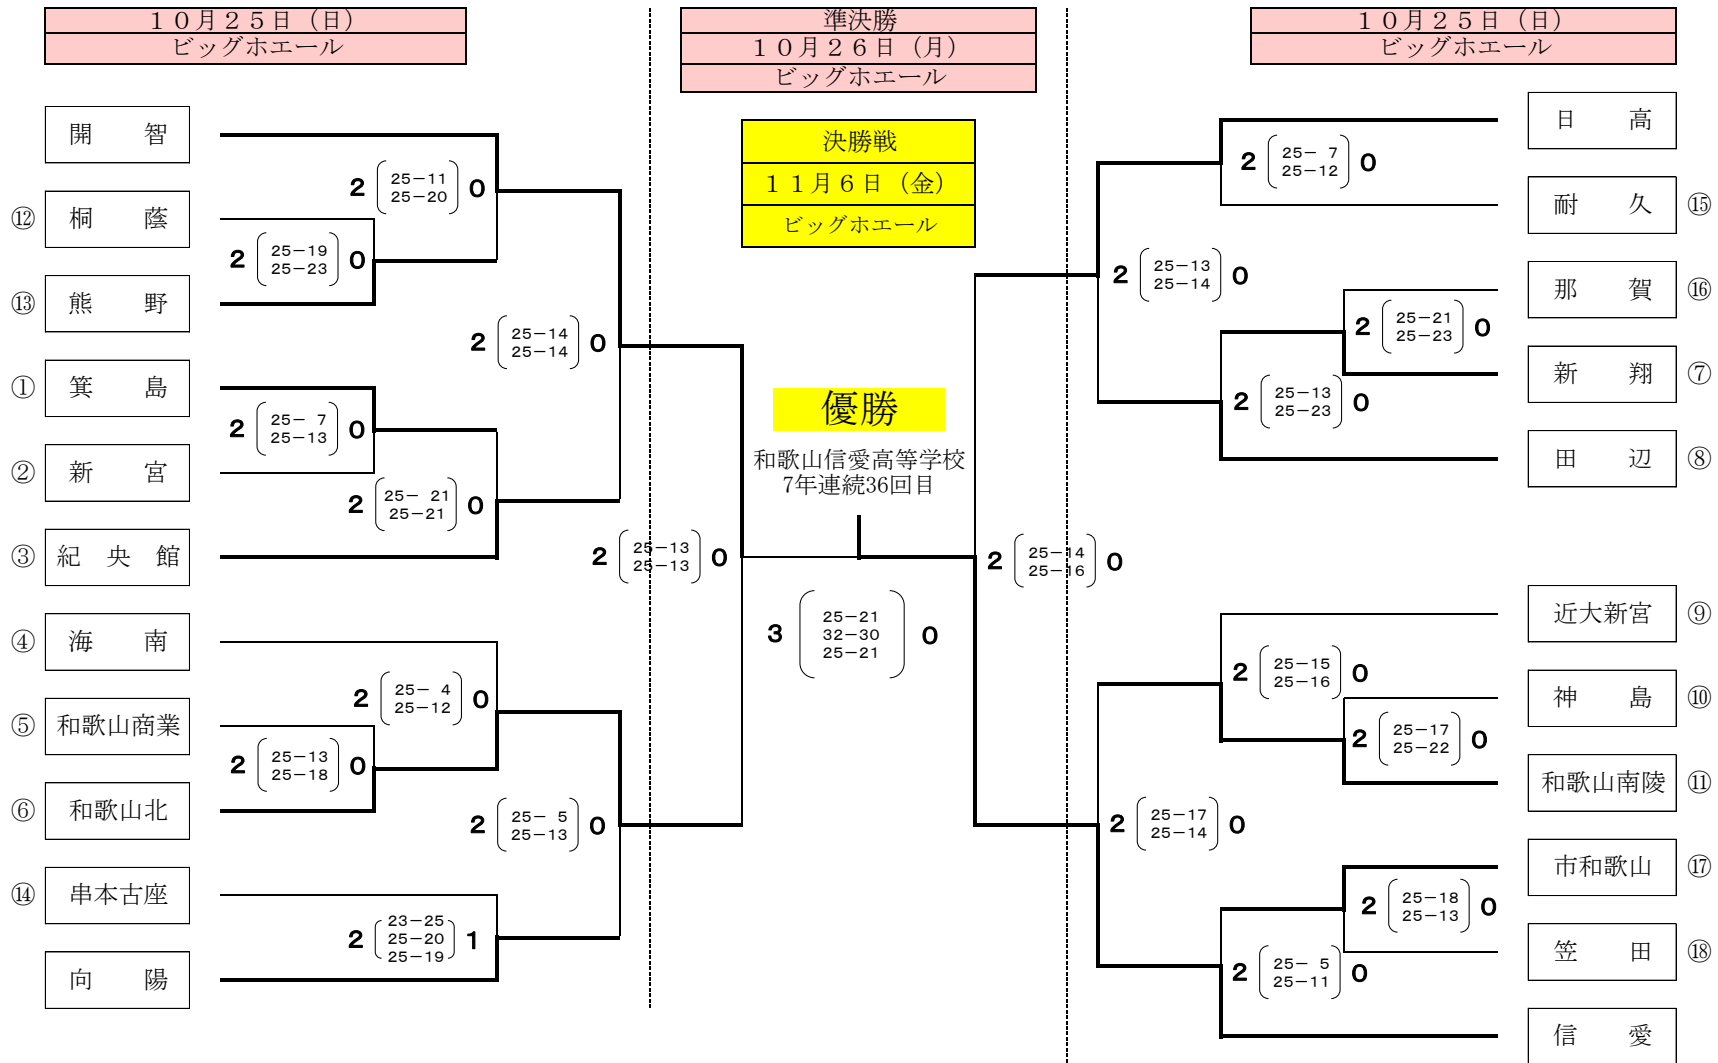 １０月２５日（日）
ビッグホエール
準決勝
１０月２６日（月）
ビッグホエール
１０月２５日（日）
ビッグホエール
決勝戦
１１月６日（金）
ビッグホエール
開　智
2 25－11 0
25－20
⑫ 桐　蔭
2 25－19 0
25－23
⑬ 熊　野
2 25－14 0
25－14
① 箕　島
2 25－ 7 0
25－13
② 新　宮
2 25－ 21 0
25－21
③ 紀　央　館
2 25－13 0
25－13
④ 海　南
2 25－ 4 0
25－12
⑤ 和歌山商業
2 25－13 0
25－18
⑥ 和歌山北
2 25－ 5 0
25－13
⑭ 串本古座
2 23－25 1
25－20
25－19
向　陽
優勝
和歌山信愛高等学校
7年連続36回目
3 25－21 0
32－30
25－21
日　高
2 25－ 7 0
25－12
耐　久 ⑮
2 25－13 0
25－14
那　賀 ⑯
2 25－21 0
25－23
新　翔 ⑦
2 25－13 0
25－23
田　辺 ⑧
2 25－14 0
25－16
近大新宮 ⑨
2 25－15 0
25－16
神　島 ⑩
2 25－17 0
25－22
和歌山南陵 ⑪
2 25－17 0
25－14
市和歌山 ⑰
2 25－18 0
25－13
笠　田 ⑱
2 25－ 5 0
25－11
信　愛